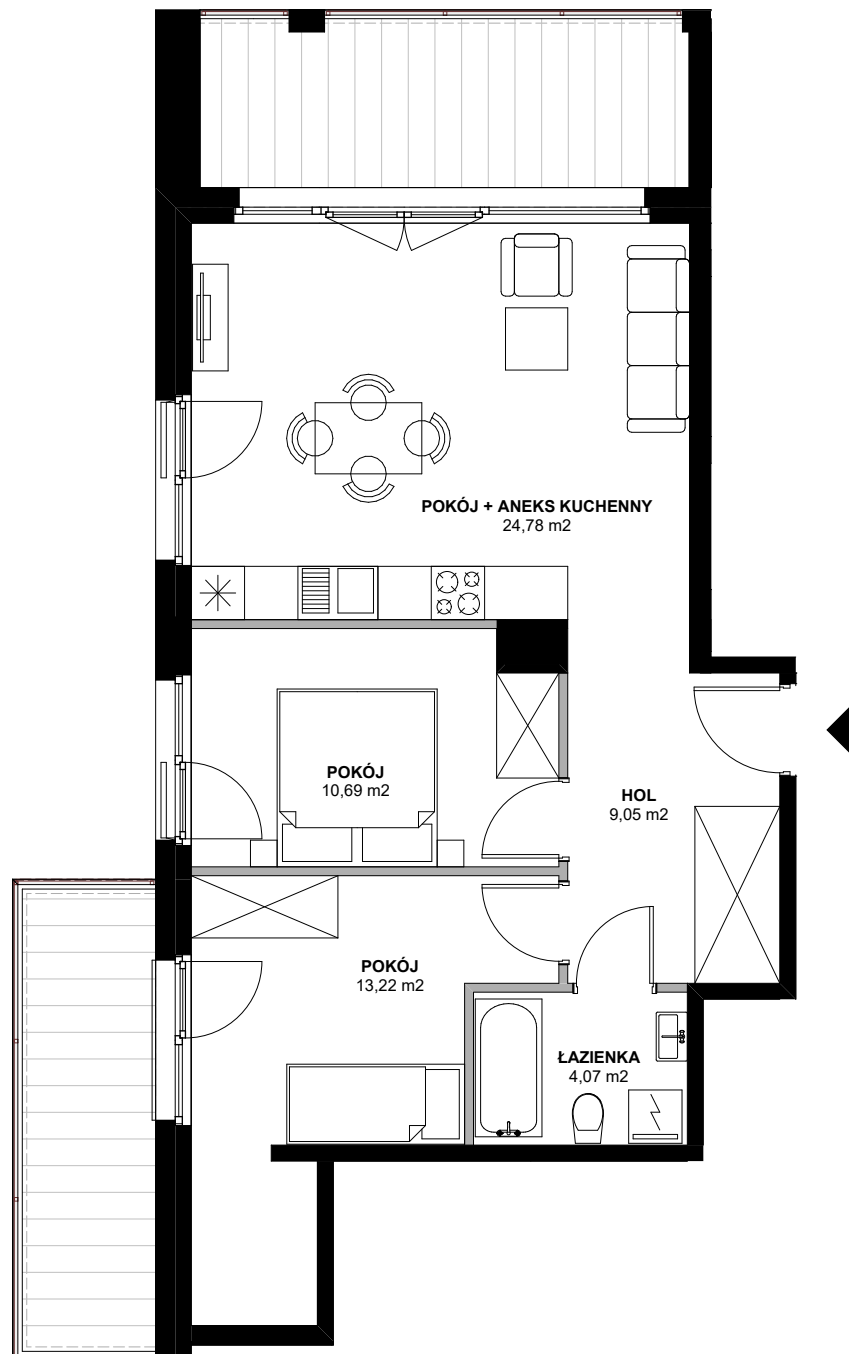 POKÓJ + ANEKS KUCHENNY
24,78 m2
POKÓJ
10,69 m2
HOL
9,05 m2
POKÓJ
13,22 m2
ŁAZIENKA
4,07 m2